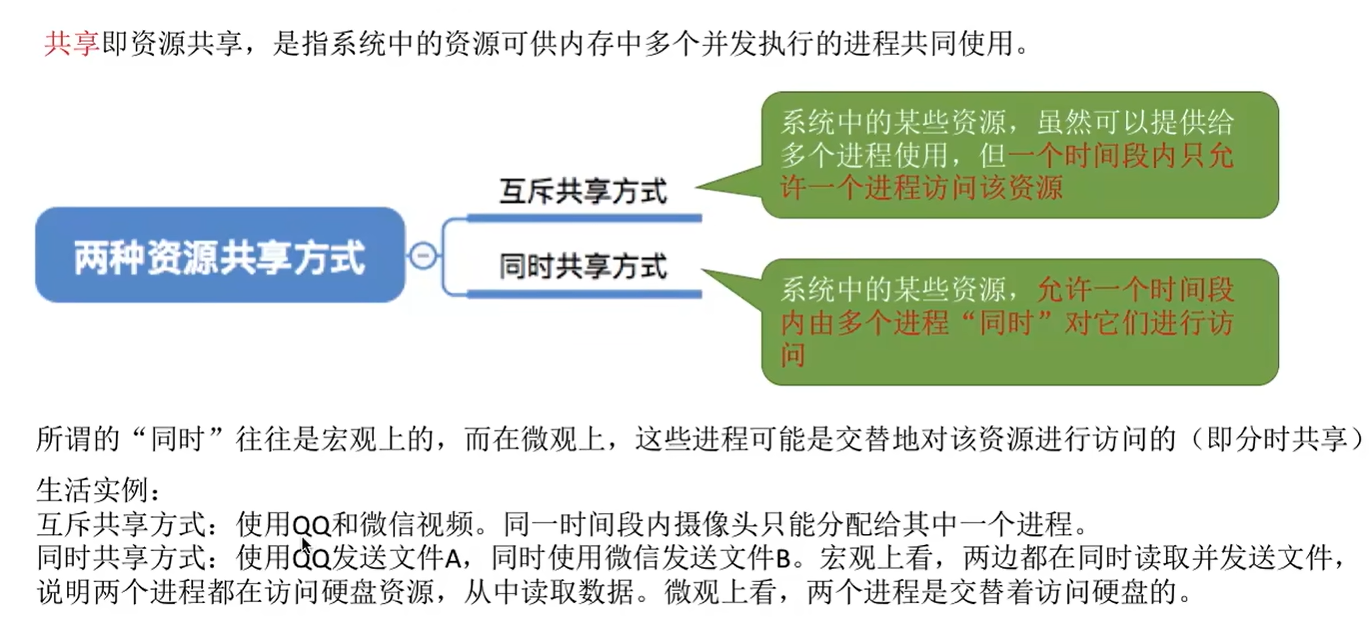 共享即资源共享，是指系统中的资源可供内存中多个并发执行的进程共同使用。
系统中的某些资源，虽然可以提供给
多个进程使用，但一个时间段内只允
许一个进程访问该资源
互斥共享方式
两种资源共享方式
同时共享方式
系统中的某些资源，允许一个时间段
内由多个进程“同时”对它们进行访
问
所谓的“同时”往往是宏观上的，而在微观上，这些进程可能是交替地对该资源进行访问的（即分时共享）
生活实例：
互斥共享方式：使用QQ和微信视频。同一时间段内摄像头只能分配给其中一个进程。
同时共享方式：使用QQ发送文件A，同时使用微信发送文件B。宏观上看，两边都在同时读取并发送文件，
说明两个进程都在访问硬盘资源，从中读取数据。微观上看，两个进程是交替着访问硬盘的。